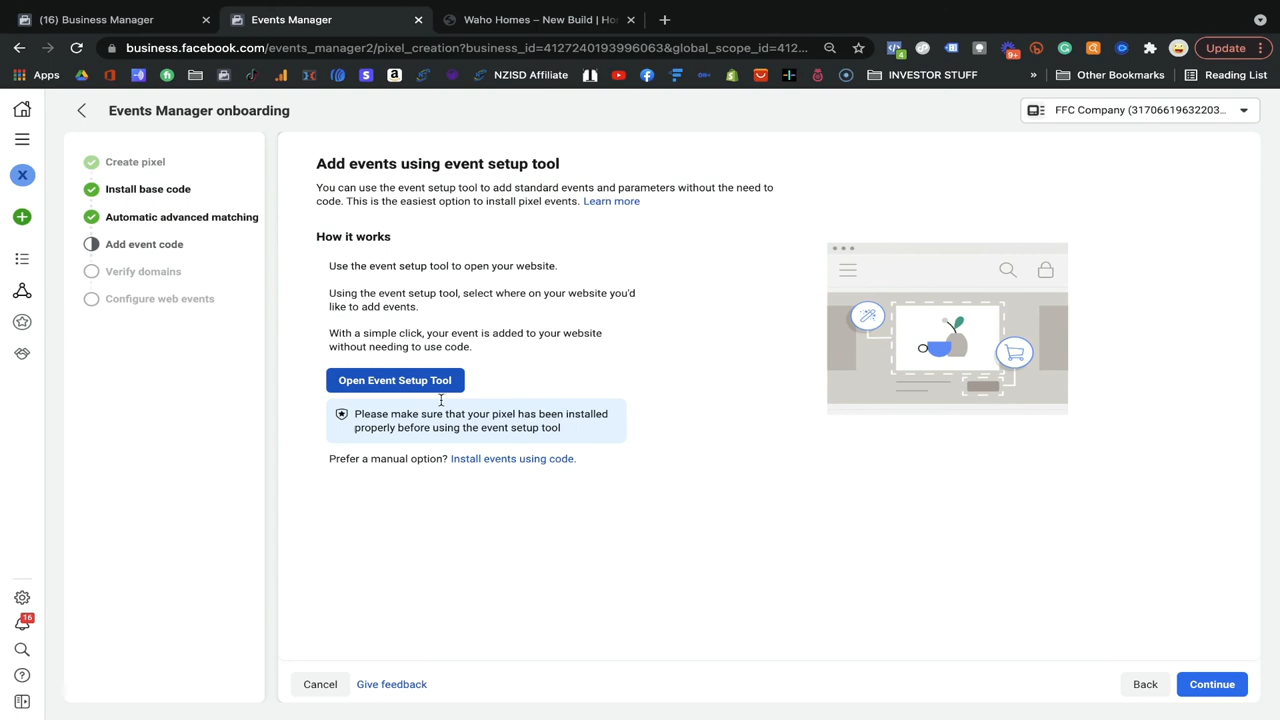 (16) Business Manager
Events Manager
Waho Homes – New Build | Ho
business.facebook.com/events_manager2/pixel_creation?business_id=4127240193996063&global_scope_id=412...
4
9+
Update
Apps
NZISD Affiliate
INVESTOR STUFF
»
Other Bookmarks
Reading List
Events Manager onboarding
FFC Company (31706619632203...
X
Create pixel
Install base code
Automatic advanced matching
Add event code
Verify domains
Configure web events
Add events using event setup tool
You can use the event setup tool to add standard events and parameters without the need to
code. This is the easiest option to install pixel events. Learn more
How it works
Use the event setup tool to open your website.
Using the event setup tool, select where on your website you'd
like to add events.
With a simple click, your event is added to your website
without needing to use code.
Open Event Setup Tool
Please make sure that your pixel has been installed
properly before using the event setup tool
Prefer a manual option? Install events using code.
16
Cancel
Give feedback
Back
Continue